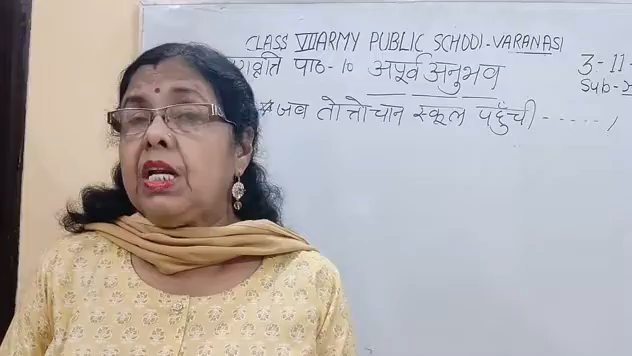 CLASS VII ARMY PUBLIC SCHOOL-VARANASI
पाठ-10 अपूर्व अनुभव
3-11-
Sub-
*जब तोत्तोचान स्कूल पहुँची -----/